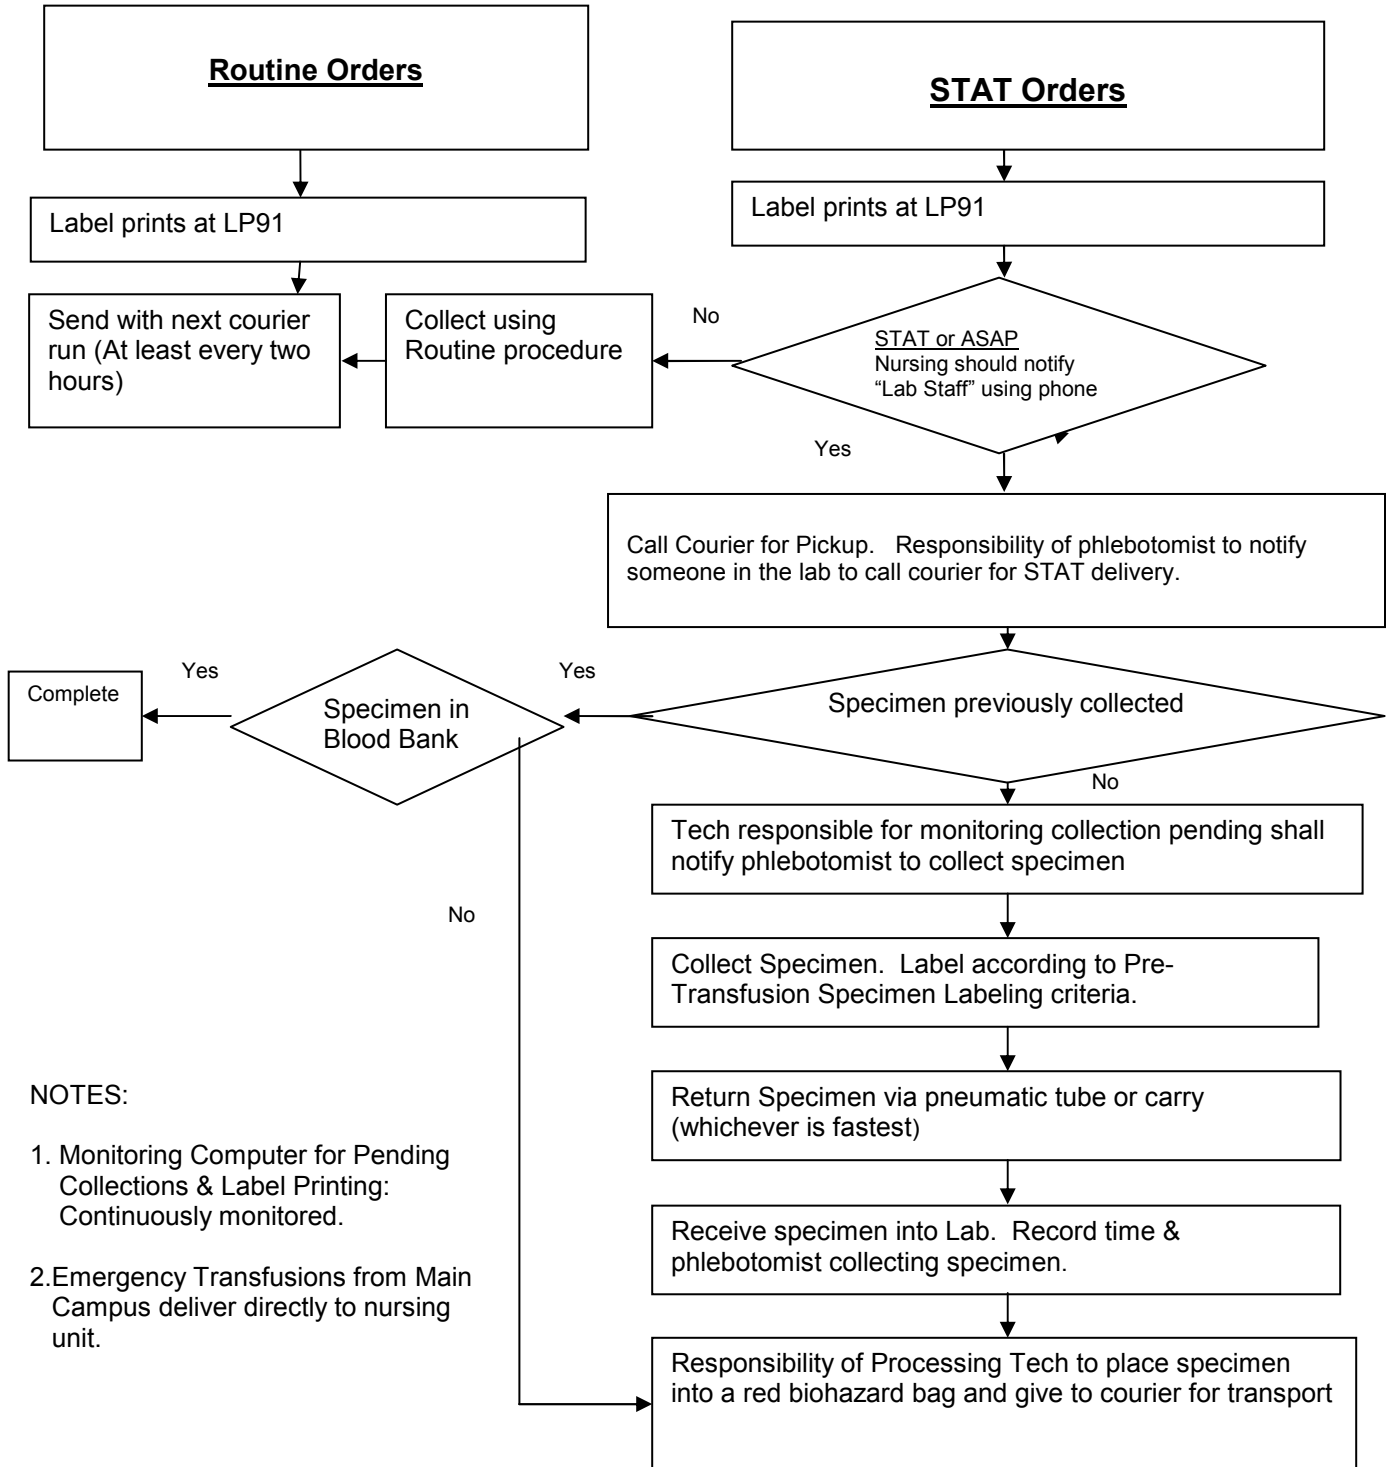 Routine Orders
STAT Orders
Label prints at LP91
Label prints at LP91
Send with next courier
run (At least every two
hours)
Collect using
Routine procedure
No
STAT or ASAP
Nursing should notify
“Lab Staff” using phone
Yes
Call Courier for Pickup.   Responsibility of phlebotomist to notify
someone in the lab to call courier for STAT delivery.
Complete
Yes
Specimen in
Blood Bank
Yes
Specimen previously collected
No
Tech responsible for monitoring collection pending shall
notify phlebotomist to collect specimen
No
Collect Specimen.  Label according to Pre-
Transfusion Specimen Labeling criteria.
Return Specimen via pneumatic tube or carry
(whichever is fastest)
Receive specimen into Lab.  Record time &
phlebotomist collecting specimen.
Responsibility of Processing Tech to place specimen
into a red biohazard bag and give to courier for transport
NOTES:
1. Monitoring Computer for Pending
Collections & Label Printing:
Continuously monitored.
2.Emergency Transfusions from Main
Campus deliver directly to nursing
unit.